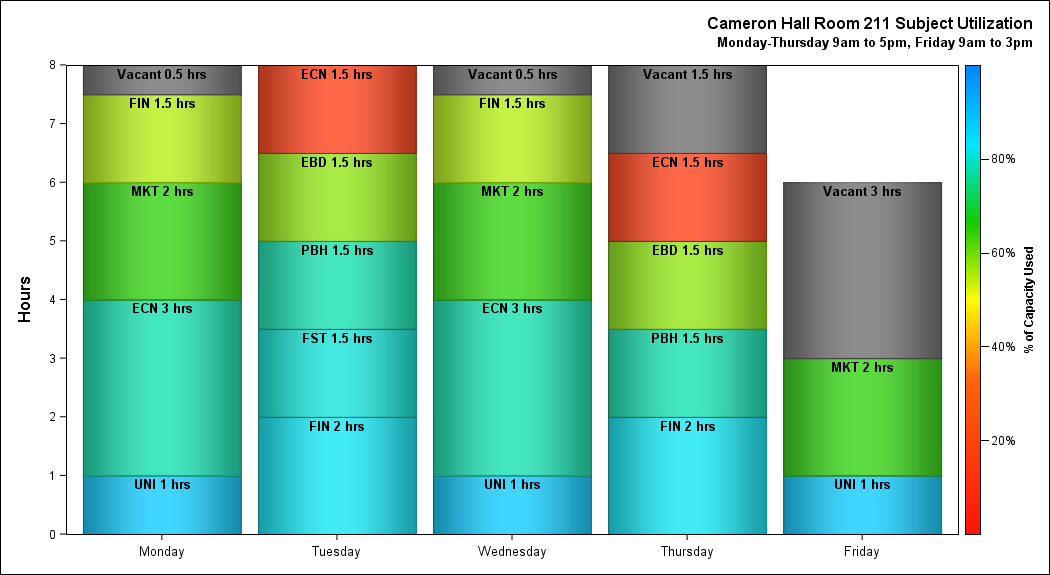 Cameron Hall Room 211 Subject Utilization
Monday-Thursday 9am to 5pm, Friday 9am to 3pm
Hours
8
7
6
5
4
3
2
1
0
Vacant 0.5 hrs
FIN 1.5 hrs
MKT 2 hrs
ECN 3 hrs
UNI 1 hrs
Monday
ECN 1.5 hrs
EBD 1.5 hrs
PBH 1.5 hrs
FST 1.5 hrs
FIN 2 hrs
Tuesday
Vacant 0.5 hrs
FIN 1.5 hrs
MKT 2 hrs
ECN 3 hrs
UNI 1 hrs
Wednesday
Vacant 1.5 hrs
ECN 1.5 hrs
EBD 1.5 hrs
PBH 1.5 hrs
FIN 2 hrs
Thursday
Vacant 3 hrs
MKT 2 hrs
UNI 1 hrs
Friday
80%
60%
40%
20%
% of Capacity Used